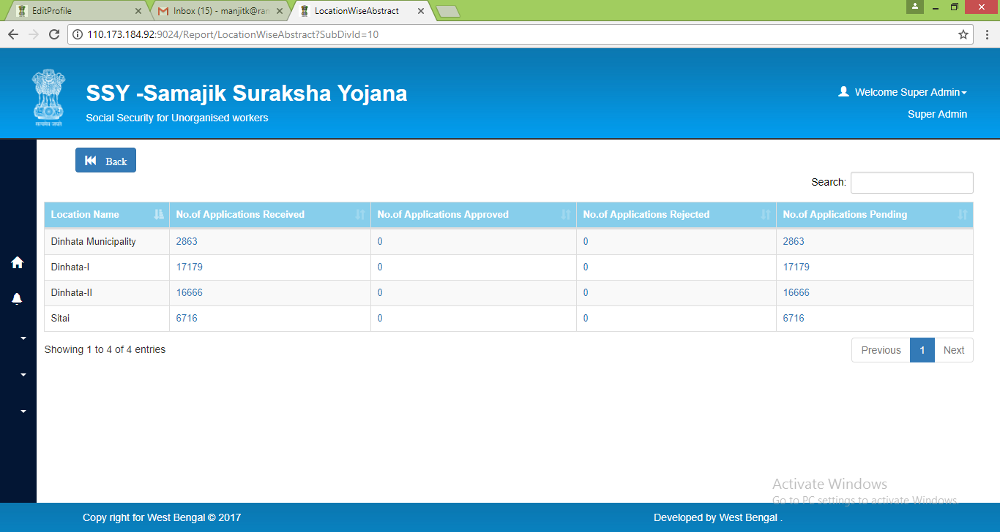 EditProfile
Inbox (15) - manjitk@ran
LocationWiseAbstract
110.173.184.92:9024/Report/LocationWiseAbstract?SubDivId=10
SSY -Samajik Suraksha Yojana
Social Security for Unorganised workers
Welcome Super Admin
Super Admin
सत्यमेव जयते
Back
Search:
Location Name No.of Applications Received No.of Applications Approved No.of Applications Rejected No.of Applications Pending
Dinhata Municipality 2863 0 0 2863
Dinhata-I 17179 0 0 17179
Dinhata-II 16666 0 0 16666
Sitai 6716 0 0 6716
Showing 1 to 4 of 4 entries
Previous 1 Next
Activate Windows
Go to PC settings to activate Windows.
Copy right for West Bengal © 2017
Developed by West Bengal .